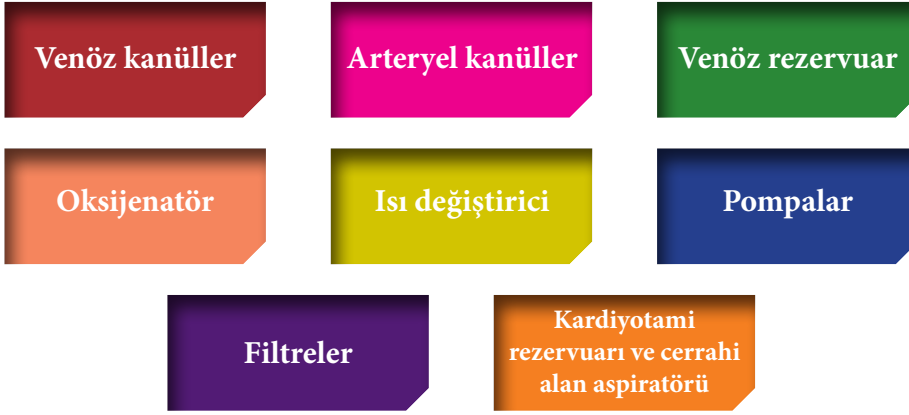 Venöz kanüller
Arteryel kanüller
Venöz rezervuar
Oksijenatör
Isı değiştirici
Pompalar
Filtreler
Kardiyotami
rezervuarı ve cerrahi
alan aspiratörü